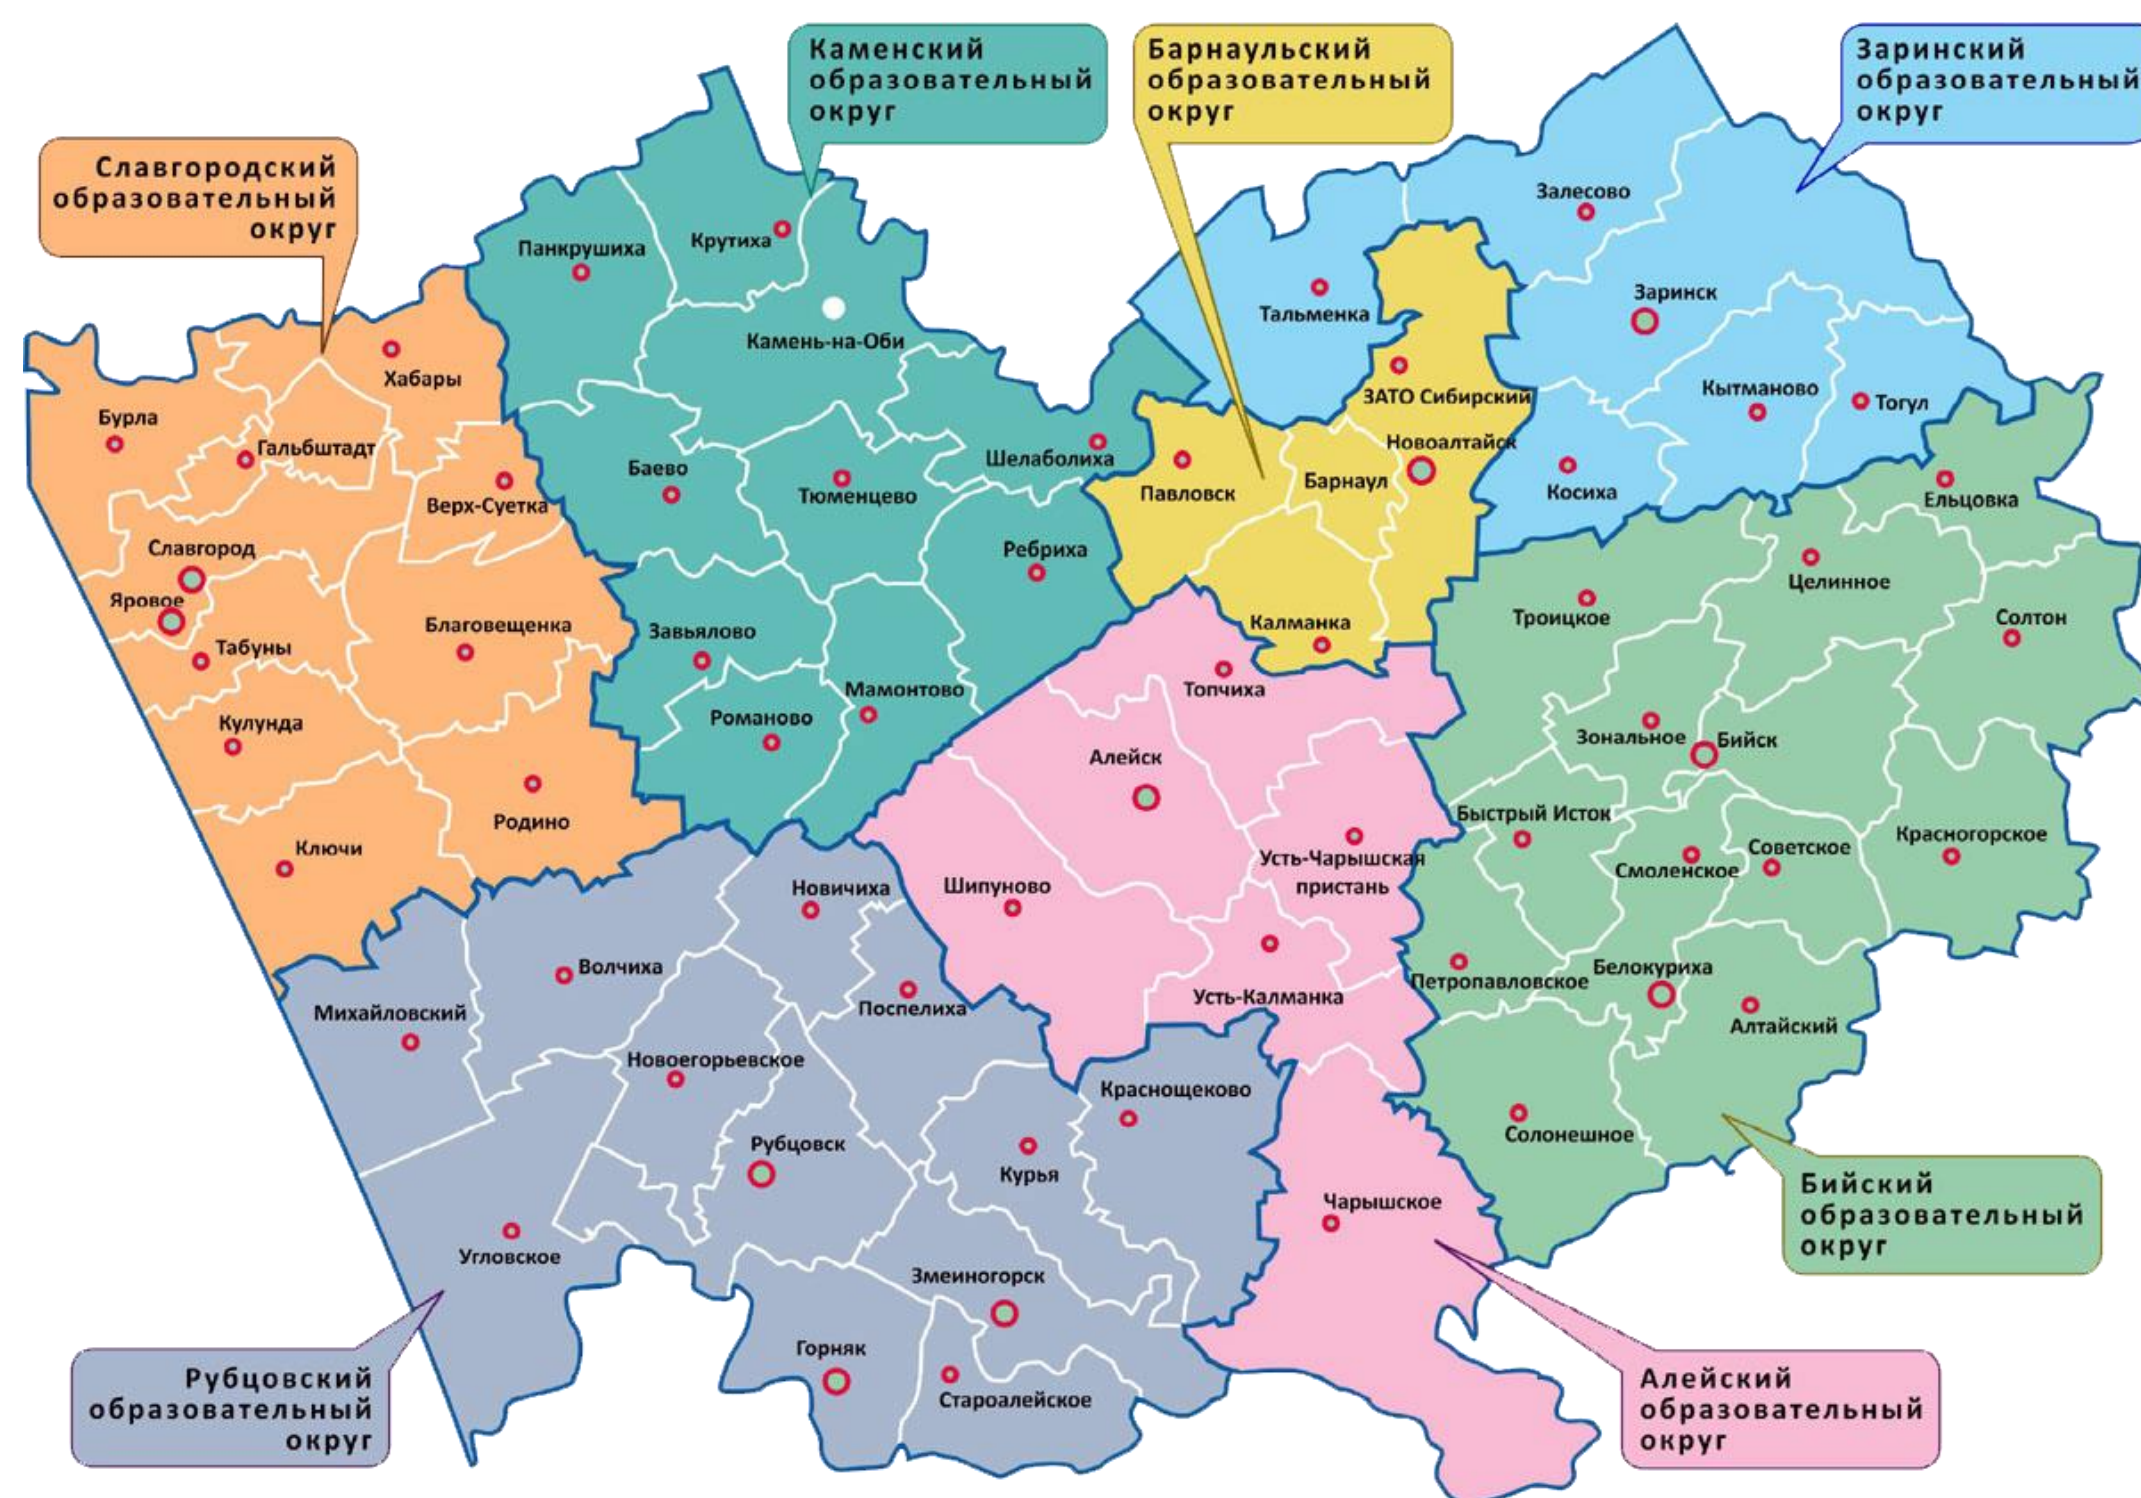 Каменский
образовательный
округ
Барнаульский
образовательный
округ
Заринский
образовательный
округ
Славгородский
образовательный
округ
Залесово
Панкрушиха
Крутиха
Заринск
Тальменка
Камень-на-Оби
Хабары
Кытманово
ЗАТО Сибирский
Тогул
Бурла
Гальбштадт
Новоалтайск
Шелаболиха
Баево
Барнаул
Павловск
Косиха
Тюменцево
Ельцовка
Верх-Суетка
Славгород
Ребриха
Целинное
Яровое
Троицкое
Солтон
Благовещенка
Калманка
Завьялово
Табуны
Мамонтово
Топчиха
Романово
Кулунда
Зональное
Бийск
Алейск
Быстрый Исток
Родино
Красногорское
Ключи
Советское
Усть-Чарышская
пристань
Смоленское
Новичиха
Шипуново
Волчиха
Белокуриха
Петропавловское
Усть-Калманка
Поспелиха
Михайловский
Алтайский
Новоегорьевское
Краснощеково
Солонешное
Рубцовск
Курья
Бийский
образовательный
округ
Чарышское
Угловское
Змеиногорск
Горняк
Староалейское
Рубцовский
образовательный
округ
Алейский
образовательный
округ